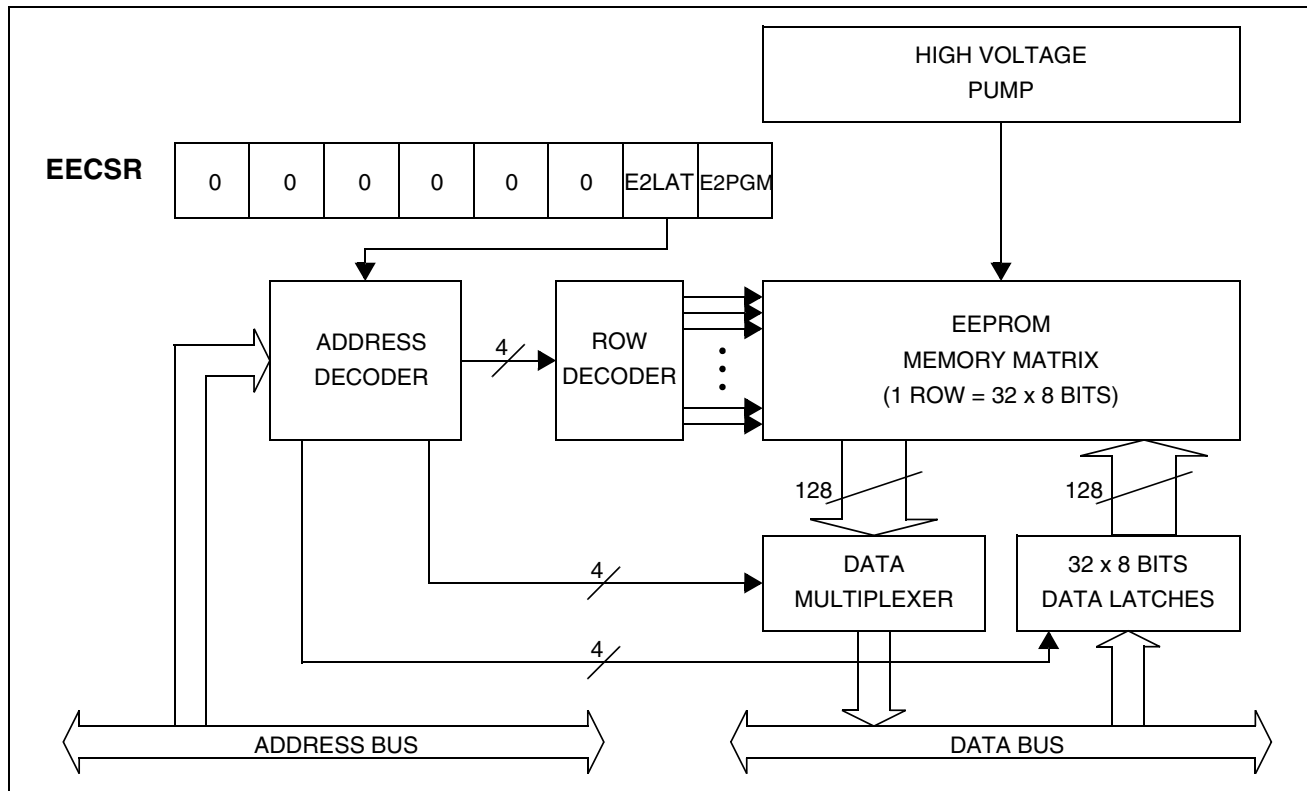 HIGH VOLTAGE
PUMP
EECSR
0 0 0 0 0 0 E2LAT E2PGM
ADDRESS
DECODER
4
ROW
DECODER
EEPROM
MEMORY MATRIX
(1 ROW = 32 x 8 BITS)
128
128
4
DATA
MULTIPLEXER
32 x 8 BITS
DATA LATCHES
4
ADDRESS BUS
DATA BUS